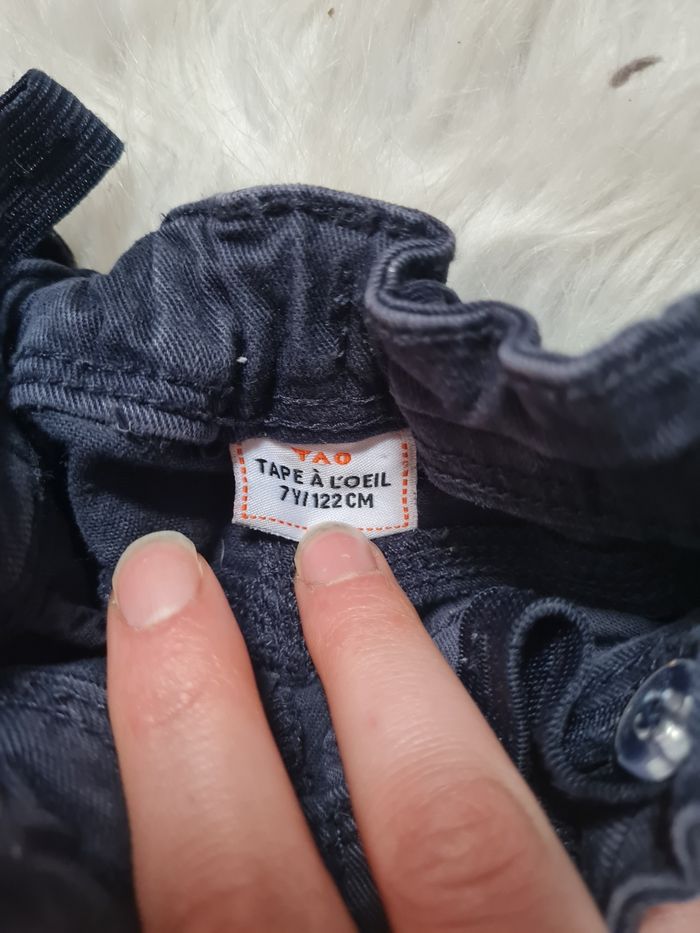 TAO
TAPE À L'OEIL
7Y/122CM